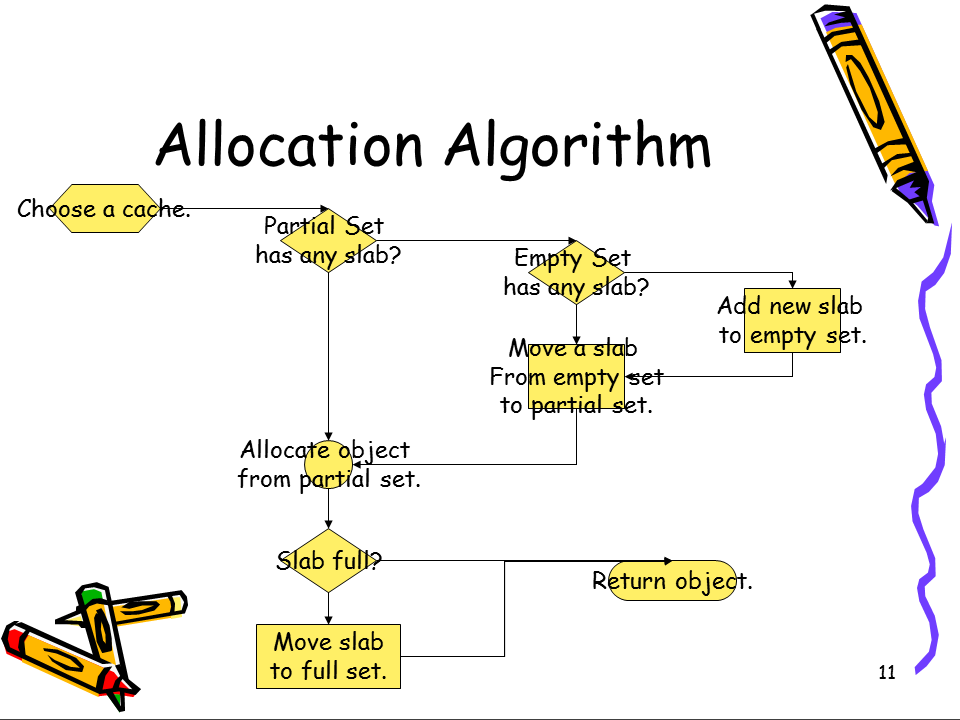 Allocation Algorithm
Choose a cache.
Partial Set
has any slab?
Empty Set
has any slab?
Add new slab
to empty set.
Move a slab
From empty set
to partial set.
Allocate object
from partial set.
Slab full?
Return object.
Move slab
to full set.
11